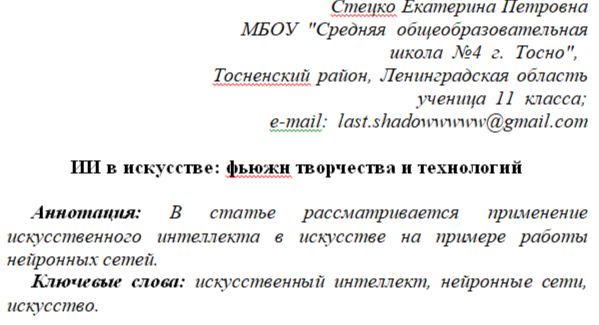 Стецко Екатерина Петровна
МБОУ "Средняя общеобразовательная
школа №4 г. Тосно",
Тосненский район, Ленинградская область
ученица 11 класса;
e-mail: last.shadowwwww@gmail.com
ИИ в искусстве: фьюжн творчества и технологий
Аннотация: В статье рассматривается применение
искусственного интеллекта в искусстве на примере работы
нейронных сетей.
Ключевые слова: искусственный интеллект, нейронные сети,
искусство.